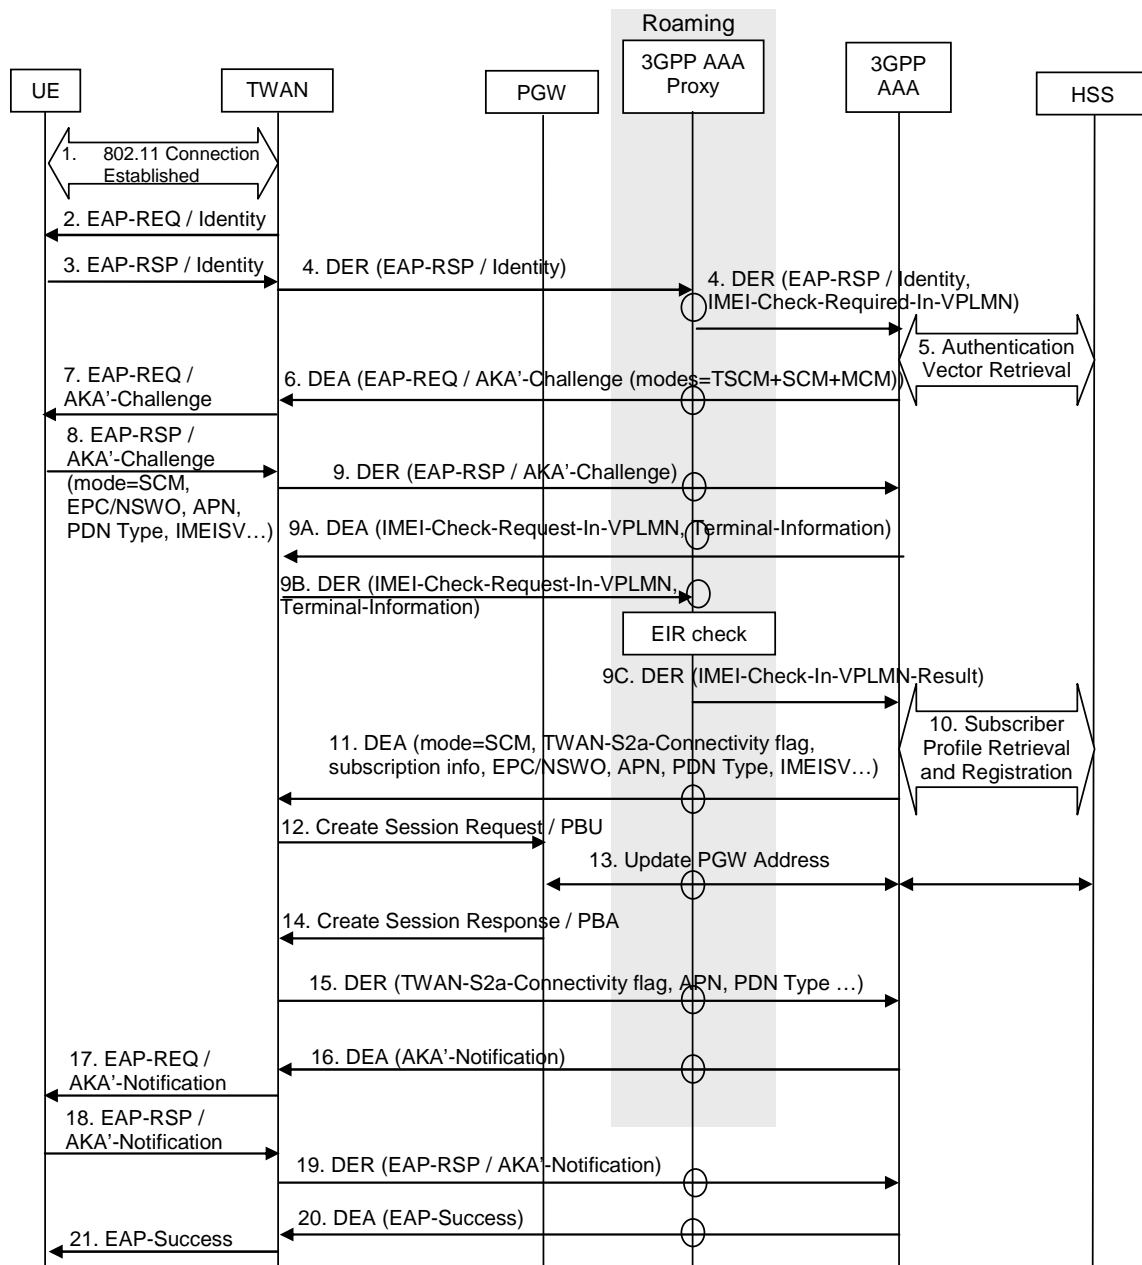 Roaming
UE
TWAN
PGW
3GPP AAA
Proxy
3GPP
AAA
HSS
1. 802.11 Connection
Established
2. EAP-REQ / Identity
3. EAP-RSP / Identity
4. DER (EAP-RSP / Identity)
4. DER (EAP-RSP / Identity,
IMEI-Check-Required-In-VPLMN)
5. Authentication
Vector Retrieval
6. DEA (EAP-REQ / AKA'-Challenge (modes=TSCM+SCM+MCM))
7. EAP-REQ /
AKA'-Challenge
8. EAP-RSP /
AKA'-Challenge
(mode=SCM,
EPC/NSWO, APN,
PDN Type, IMEISV…)
9. DER (EAP-RSP / AKA'-Challenge)
9A. DEA (IMEI-Check-Request-In-VPLMN, Terminal-Information)
9B. DER (IMEI-Check-Request-In-VPLMN,
Terminal-Information)
EIR check
9C. DER (IMEI-Check-In-VPLMN-Result)
10. Subscriber
Profile Retrieval
and Registration
11. DEA (mode=SCM, TWAN-S2a-Connectivity flag,
subscription info, EPC/NSWO, APN, PDN Type, IMEISV…)
12. Create Session Request / PBU
13. Update PGW Address
14. Create Session Response / PBA
15. DER (TWAN-S2a-Connectivity flag, APN, PDN Type …)
16. DEA (AKA'-Notification)
17. EAP-REQ /
AKA'-Notification
18. EAP-RSP /
AKA'-Notification
19. DER (EAP-RSP / AKA'-Notification)
20. DEA (EAP-Success)
21. EAP-Success